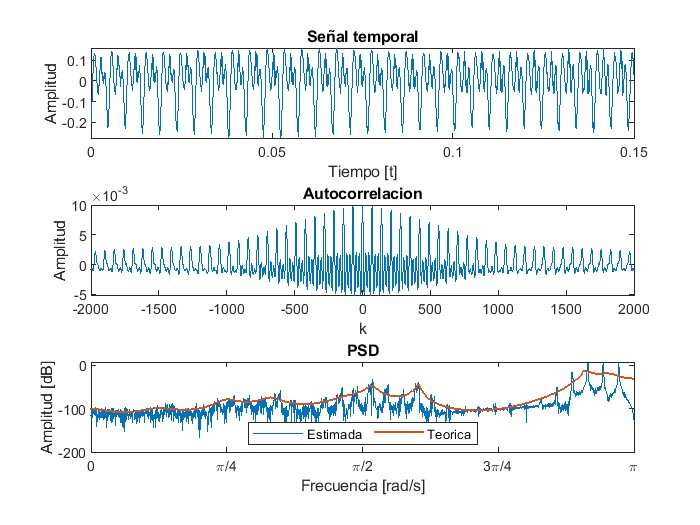 Señal temporal
0.1
0
-0.1
-0.2
Amplitud
0 0.05 0.1 0.15
Tiempo [t]
×10-3
Autocorrelacion
10
5
0
-5
Amplitud
-2000 -1500 -1000 -500 0 500 1000 1500 2000
k
PSD
0
-100
-200
Amplitud [dB]
Estimada Teorica
0 π/4 π/2 3π/4 π
Frecuencia [rad/s]